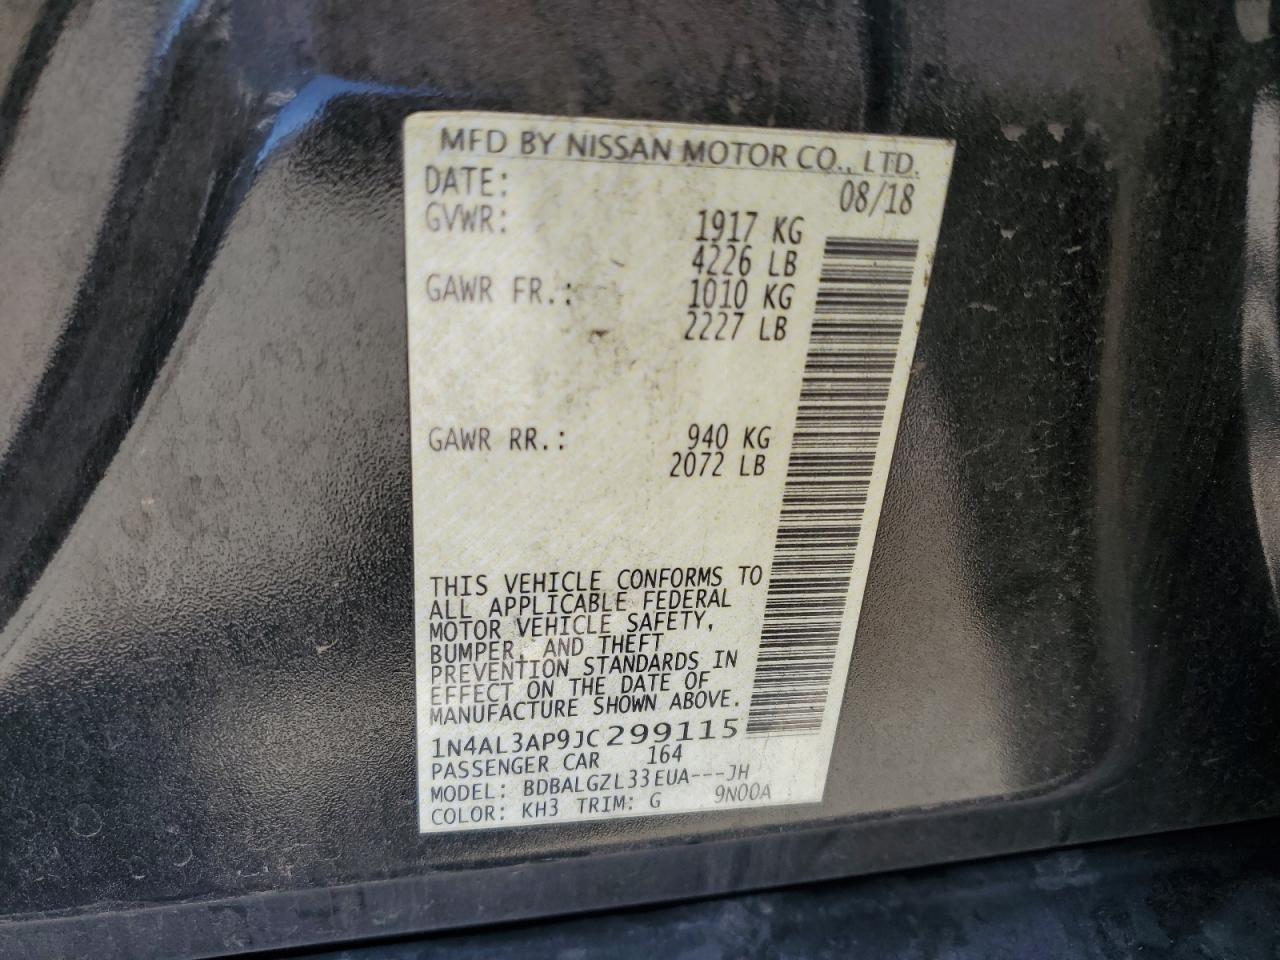 MFD BY NISSAN MOTOR CO., LTD.
DATE: 08/18
GVWR: 1917 KG
4226 LB
GAWR FR.: 1010 KG
2227 LB
GAWR RR.: 940 KG
2072 LB
THIS VEHICLE CONFORMS TO
ALL APPLICABLE FEDERAL
MOTOR VEHICLE SAFETY,
BUMPER, AND THEFT
PREVENTION STANDARDS IN
EFFECT ON THE DATE OF
MANUFACTURE SHOWN ABOVE.
1N4AL3AP9JC299115
PASSENGER CAR 164
MODEL: BDBALGZL33EUA---JH
COLOR: KH3 TRIM: G 9N00A